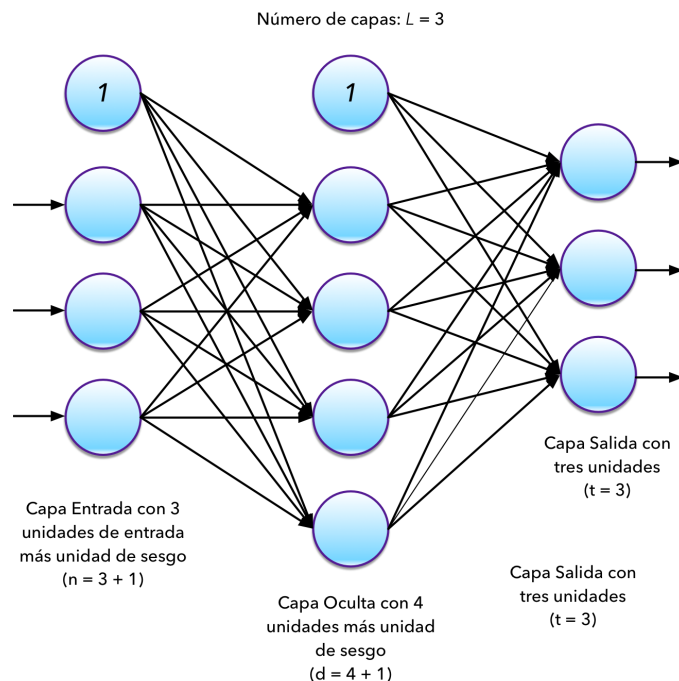 Número de capas: L = 3
1
1
Capa Entrada con 3
unidades de entrada
más unidad de sesgo
(n = 3 + 1)
Capa Oculta con 4
unidades más unidad
de sesgo
(d = 4 + 1)
Capa Salida con
tres unidades
(t = 3)
Capa Salida con
tres unidades
(t = 3)